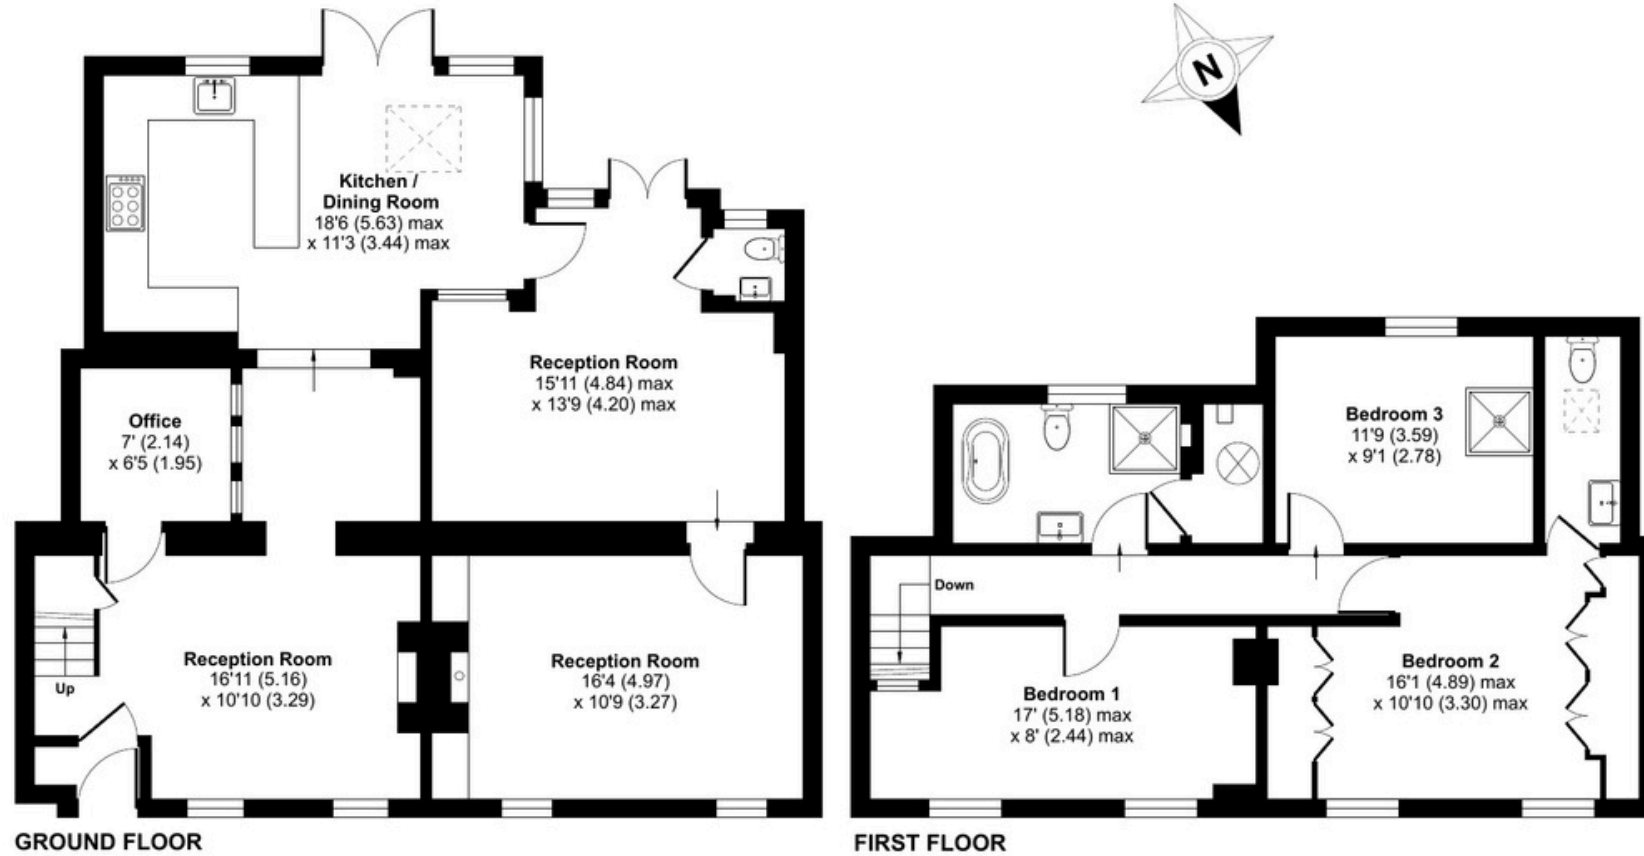 N
Kitchen /
Dining Room
18'6 (5.63) max
x 11'3 (3.44) max
Reception Room
15'11 (4.84) max
x 13'9 (4.20) max
Office
7' (2.14)
x 6'5 (1.95)
Up
Reception Room
16'11 (5.16)
x 10'10 (3.29)
Reception Room
16'4 (4.97)
x 10'9 (3.27)
GROUND FLOOR
Bedroom 3
11'9 (3.59)
x 9'1 (2.78)
Down
Bedroom 1
17' (5.18) max
x 8' (2.44) max
Bedroom 2
16'1 (4.89) max
x 10'10 (3.30) max
FIRST FLOOR